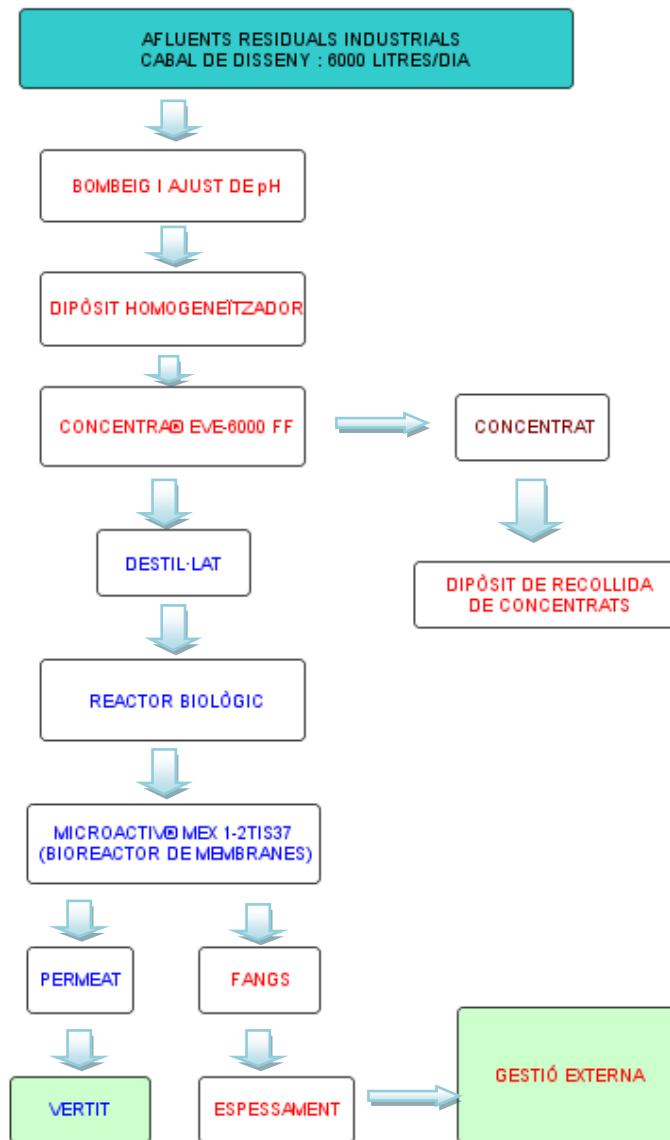 AFLUENTS RESIDUALS INDUSTRIALS
CABAL DE DISSENY : 6000 LITRES/DIA
BOMBEIG I AJUST DE pH
DIPÒSIT HOMOGENEÏTZADOR
CONCENTRA® EVE-6000 FF
CONCENTRAT
DESTIL·LAT
DIPÒSIT DE RECOLLIDA
DE CONCENTRATS
REACTOR BIOLÒGIC
MICROACTIV® MEX 1-2TIS37
(BIOREACTOR DE MEMBRANES)
PERMEAT
FANGS
GESTIÓ EXTERNA
VERTIT
ESPESSAMENT